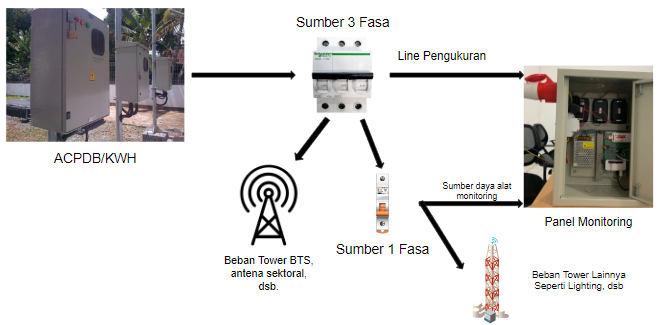 Sumber 3 Fasa
Line Pengukuran
ACPDB/KWH
Sumber daya alat
monitoring
Panel Monitoring
Beban Tower BTS,
antena sektoral,
dsb.
Sumber 1 Fasa
Beban Tower Lainnya
Seperti Lighting, dsb